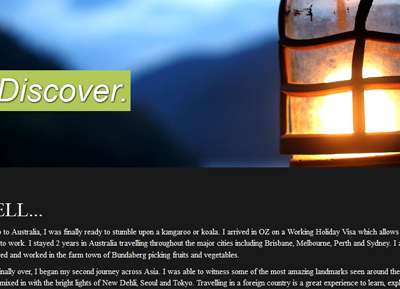 Discover.
ELL...
to Australia, I was finally ready to stumble upon a kangaroo or koala. I arrived in OZ on a Working Holiday Visa which allows
to work. I stayed 2 years in Australia travelling throughout the major cities including Brisbane, Melbourne, Perth and Sydney. I
ed and worked in the farm town of Bundaberg picking fruits and vegetables.
inally over, I began my second journey across Asia. I was able to witness some of the most amazing landmarks seen around the
mixed in with the bright lights of New Dehli, Seoul and Tokyo. Travelling in a foreign country is a great experience to learn,